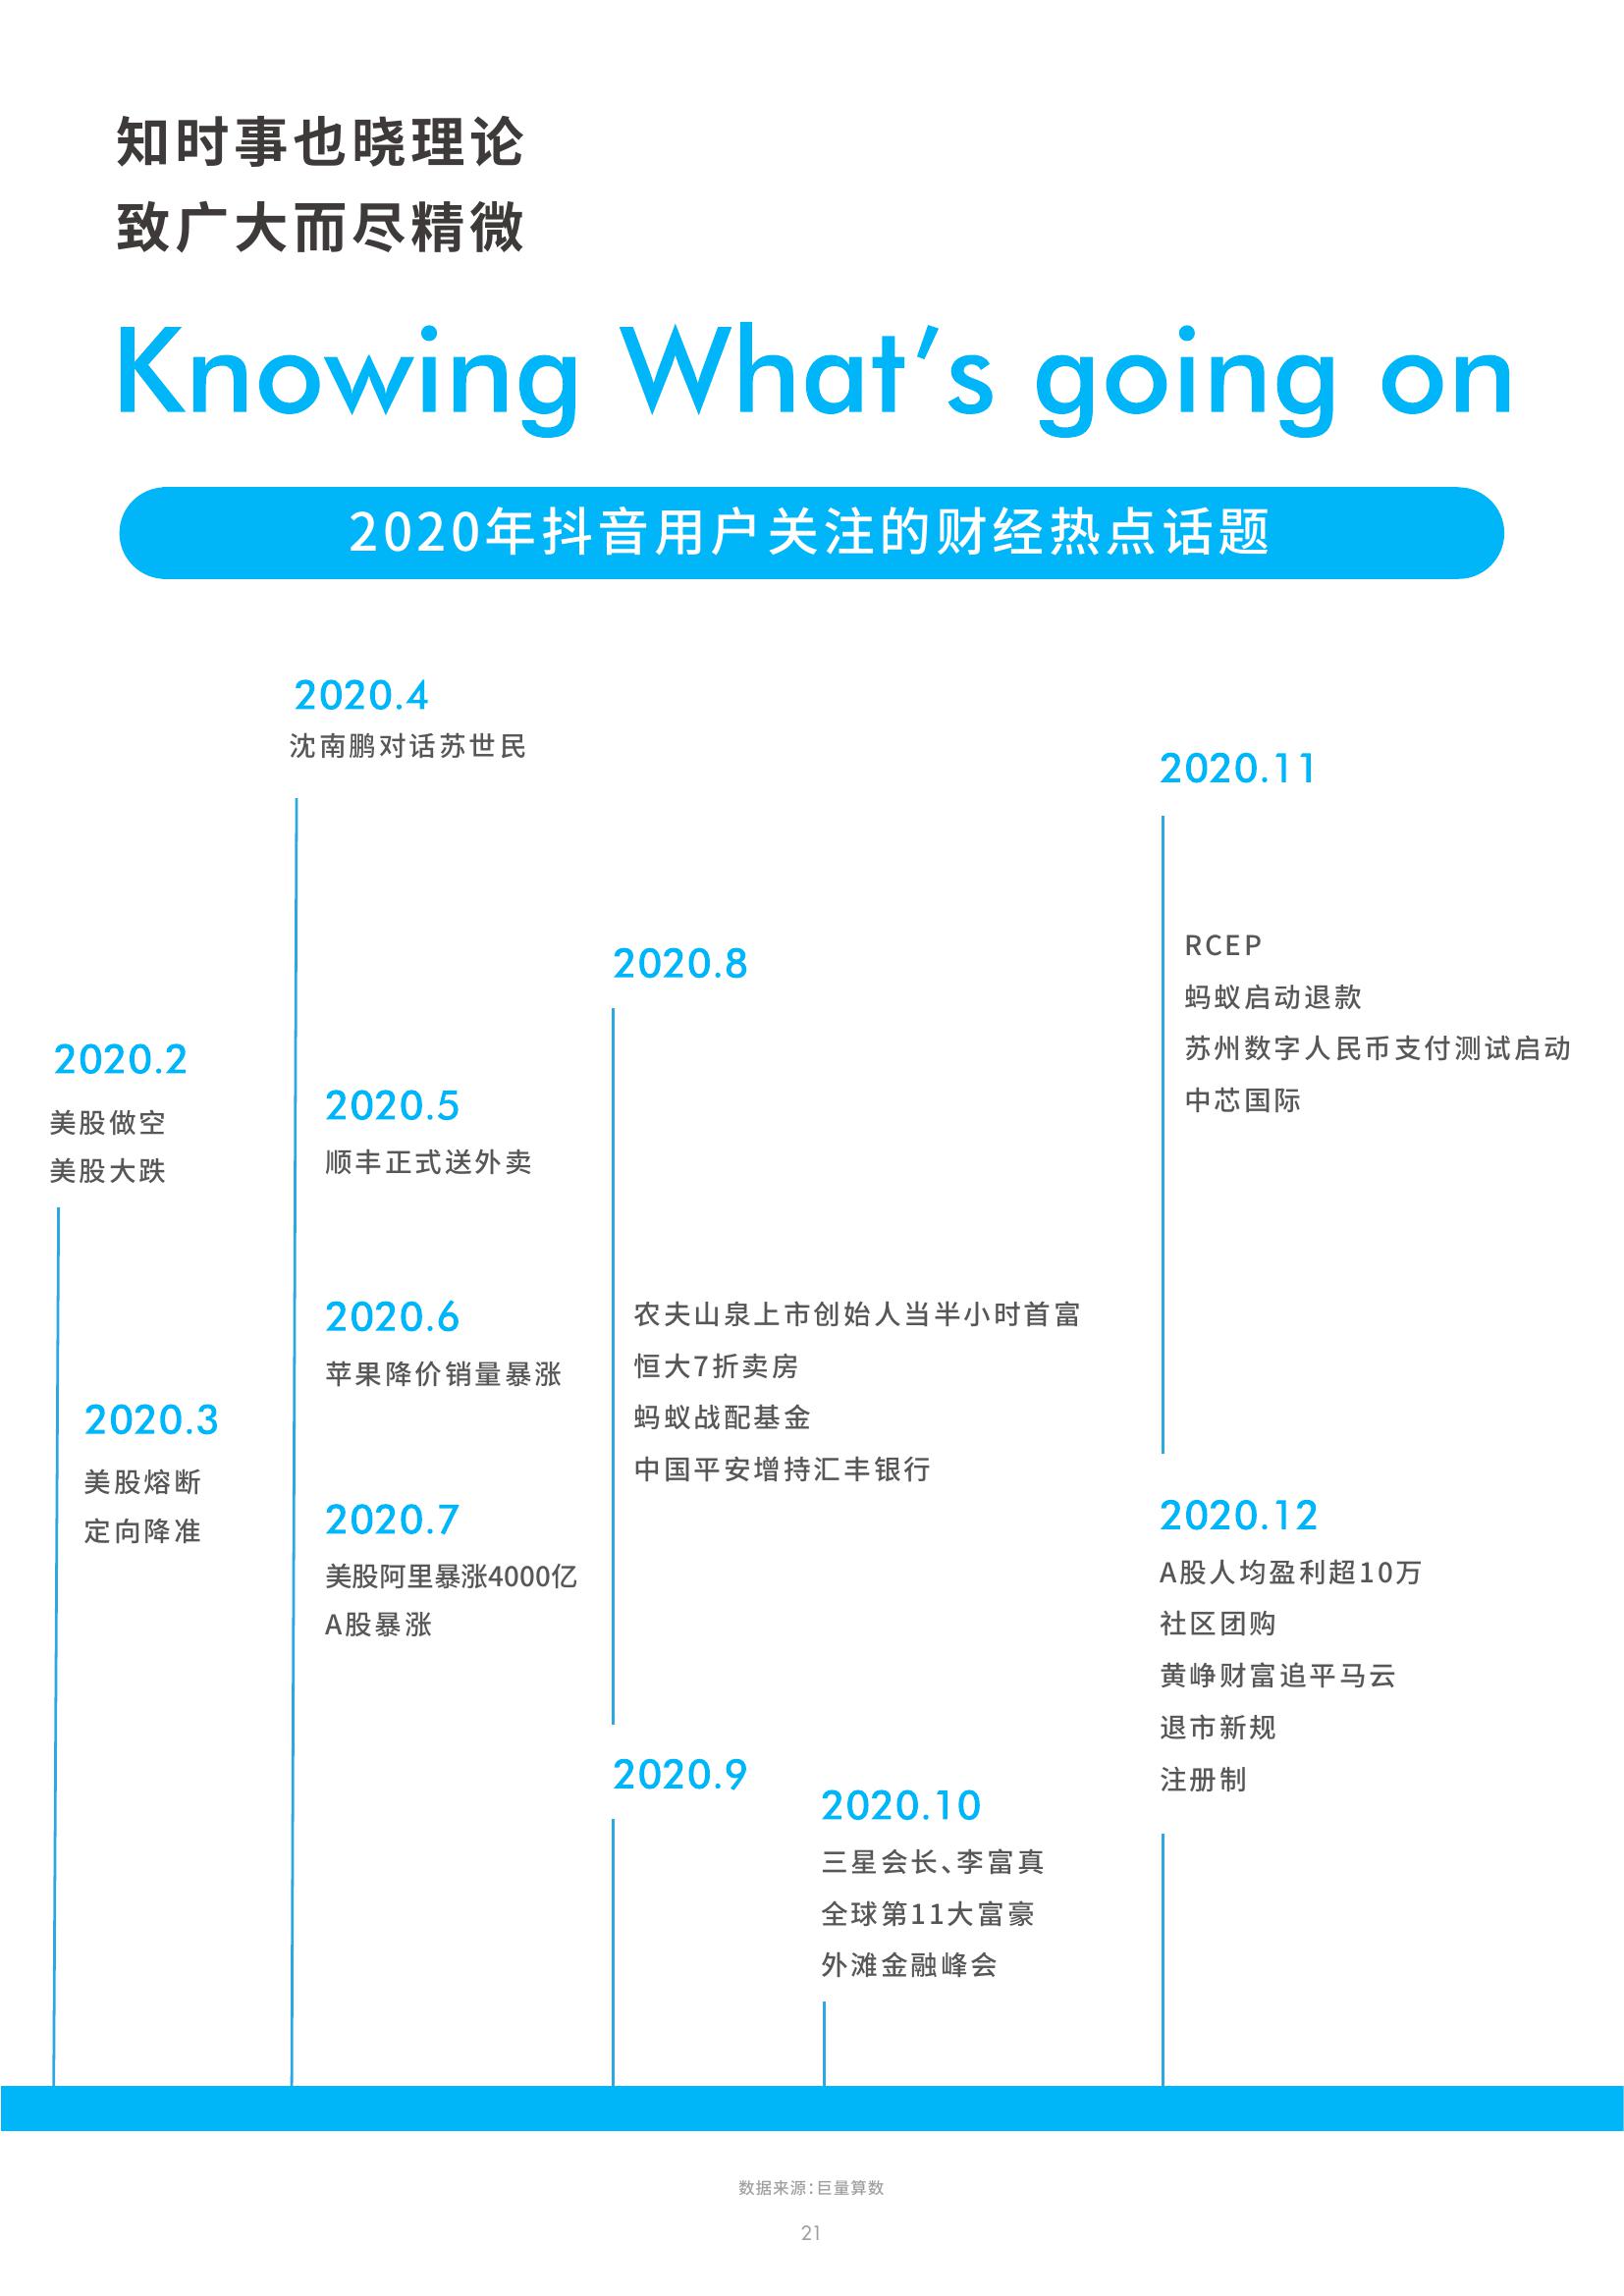 知时事也晓理论
致广大而尽精微
Knowing What's going on
2020年抖音用户关注的财经热点话题
2020.2
美股做空
美股大跌
2020.3
美股熔断
定向降准
2020.4
沈南鹏对话苏世民
2020.5
顺丰正式送外卖
2020.6
苹果降价销量暴涨
2020.7
美股阿里暴涨4000亿
A股暴涨
2020.8
农夫山泉上市创始人当半小时首富
恒大7折卖房
蚂蚁战配基金
中国平安增持汇丰银行
2020.9
2020.10
三星会长、李富真
全球第11大富豪
外滩金融峰会
2020.11
RCEP
蚂蚁启动退款
苏州数字人民币支付测试启动
中芯国际
2020.12
A股人均盈利超10万
社区团购
黄峥财富追平马云
退市新规
注册制
数据来源：巨量算数
21